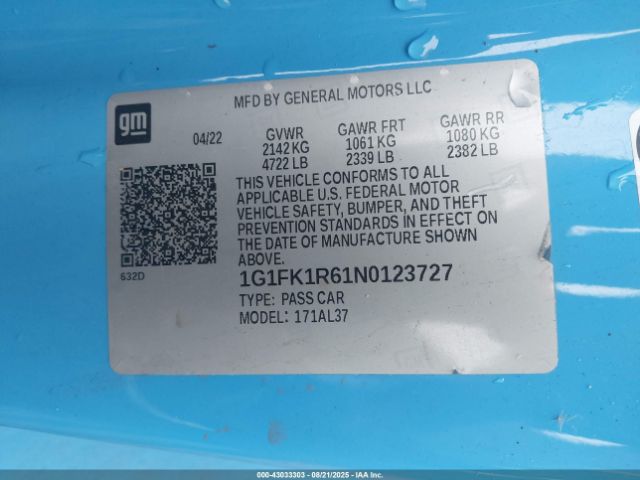 MFD BY GENERAL MOTORS LLC
gm
04/22 GVWR GAWR FRT GAWR RR
2142 KG 1061 KG 1080 KG
4722 LB 2339 LB 2382 LB
THIS VEHICLE CONFORMS TO ALL
APPLICABLE U.S. FEDERAL MOTOR
VEHICLE SAFETY, BUMPER, AND THEFT
PREVENTION STANDARDS IN EFFECT ON
THE DATE OF MANUFACTURE SHOWN
ABOVE.
632D
1G1FK1R61N0123727
TYPE: PASS CAR
MODEL: 171AL37
000-43033303 - 08/21/2025 - IAAI.COM